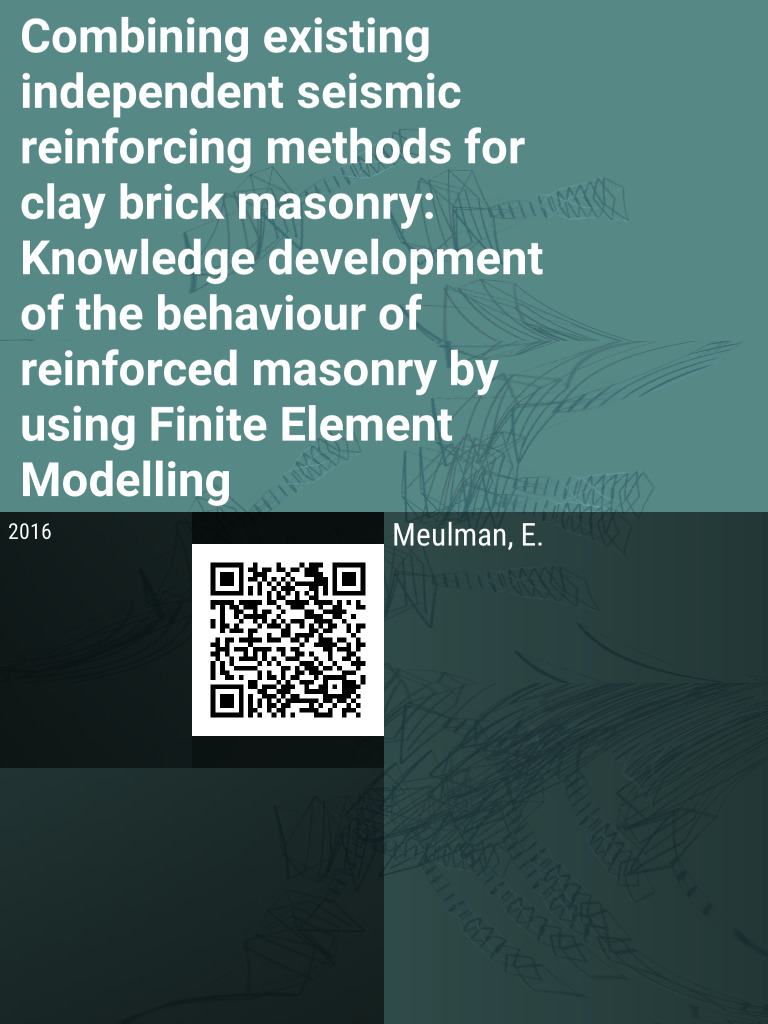 Combining existing
independent seismic
reinforcing methods for
clay brick masonry:
Knowledge development
of the behaviour of
reinforced masonry by
using Finite Element
Modelling
2016
Meulman, E.